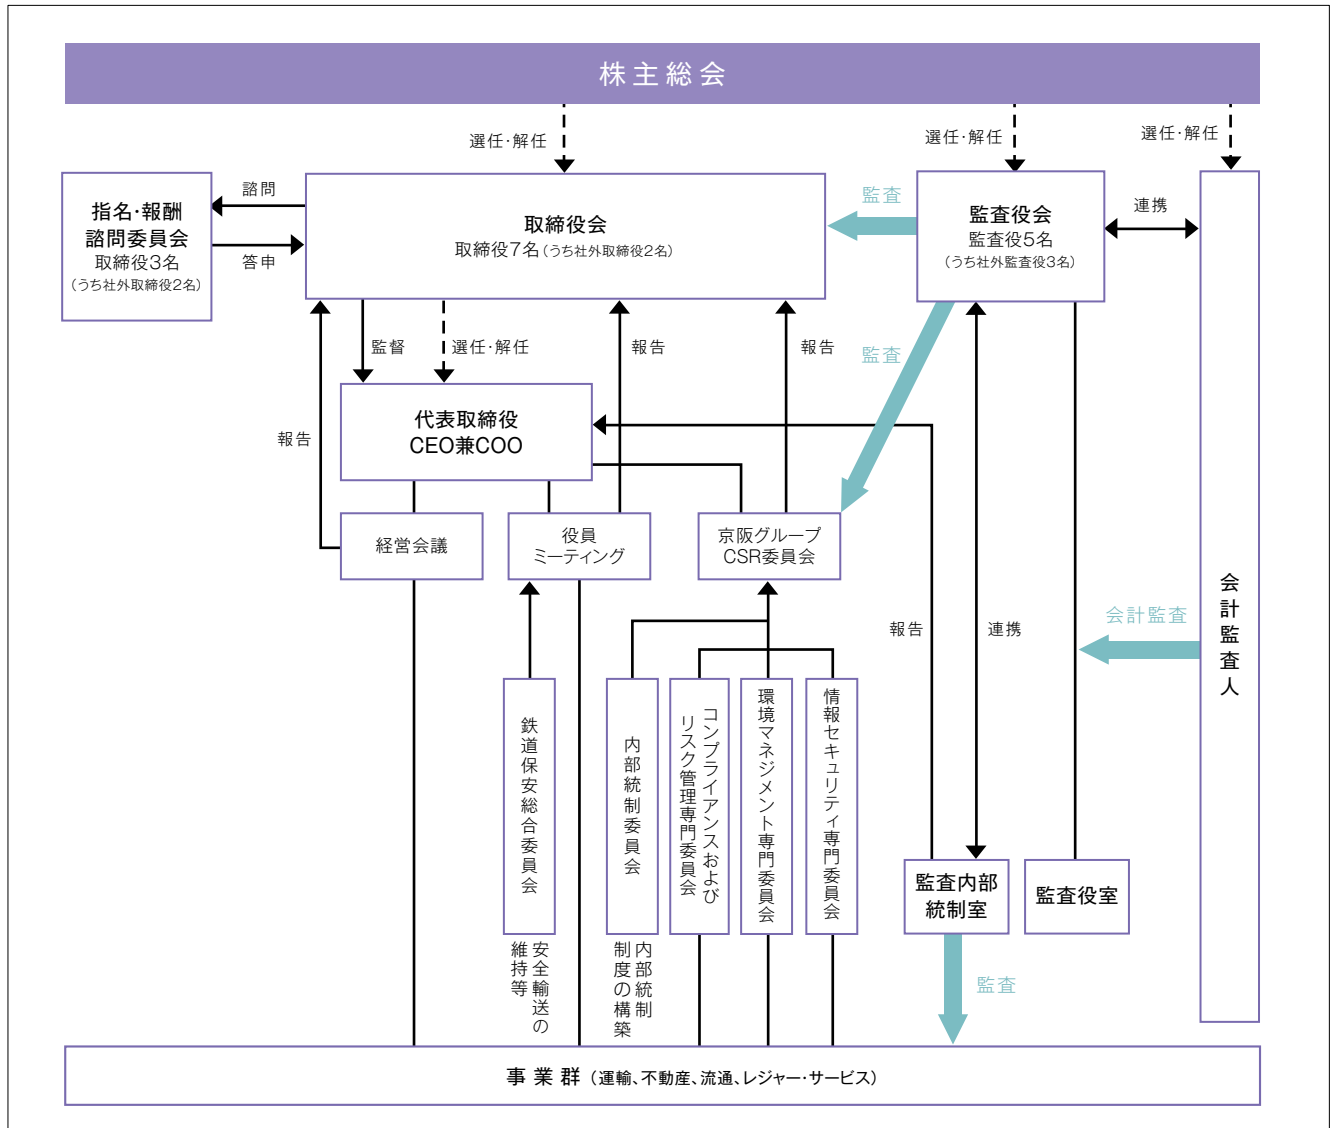 株主総会
選任・解任
選任・解任
選任・解任
指名・報酬
諮問委員会
取締役3名
(うち社外取締役2名)
諮問
答申
取締役会
取締役7名(うち社外取締役2名)
監査
監査役会
監査役5名
(うち社外監査役3名)
連携
監督
選任・解任
報告
報告
監査
報告
代表取締役
CEO兼COO
経営会議
役員
ミーティング
京阪グループ
CSR委員会
報告
連携
会計監査
会計監査人
鉄道保安総合委員会
安全輸送の
維持等
内部統制委員会
内部統制
制度の構築
コンプライアンスおよび
リスク管理専門委員会
環境マネジメント専門委員会
情報セキュリティ専門委員会
監査内部
統制室
監査役室
監査
事業群(運輸、不動産、流通、レジャー・サービス)